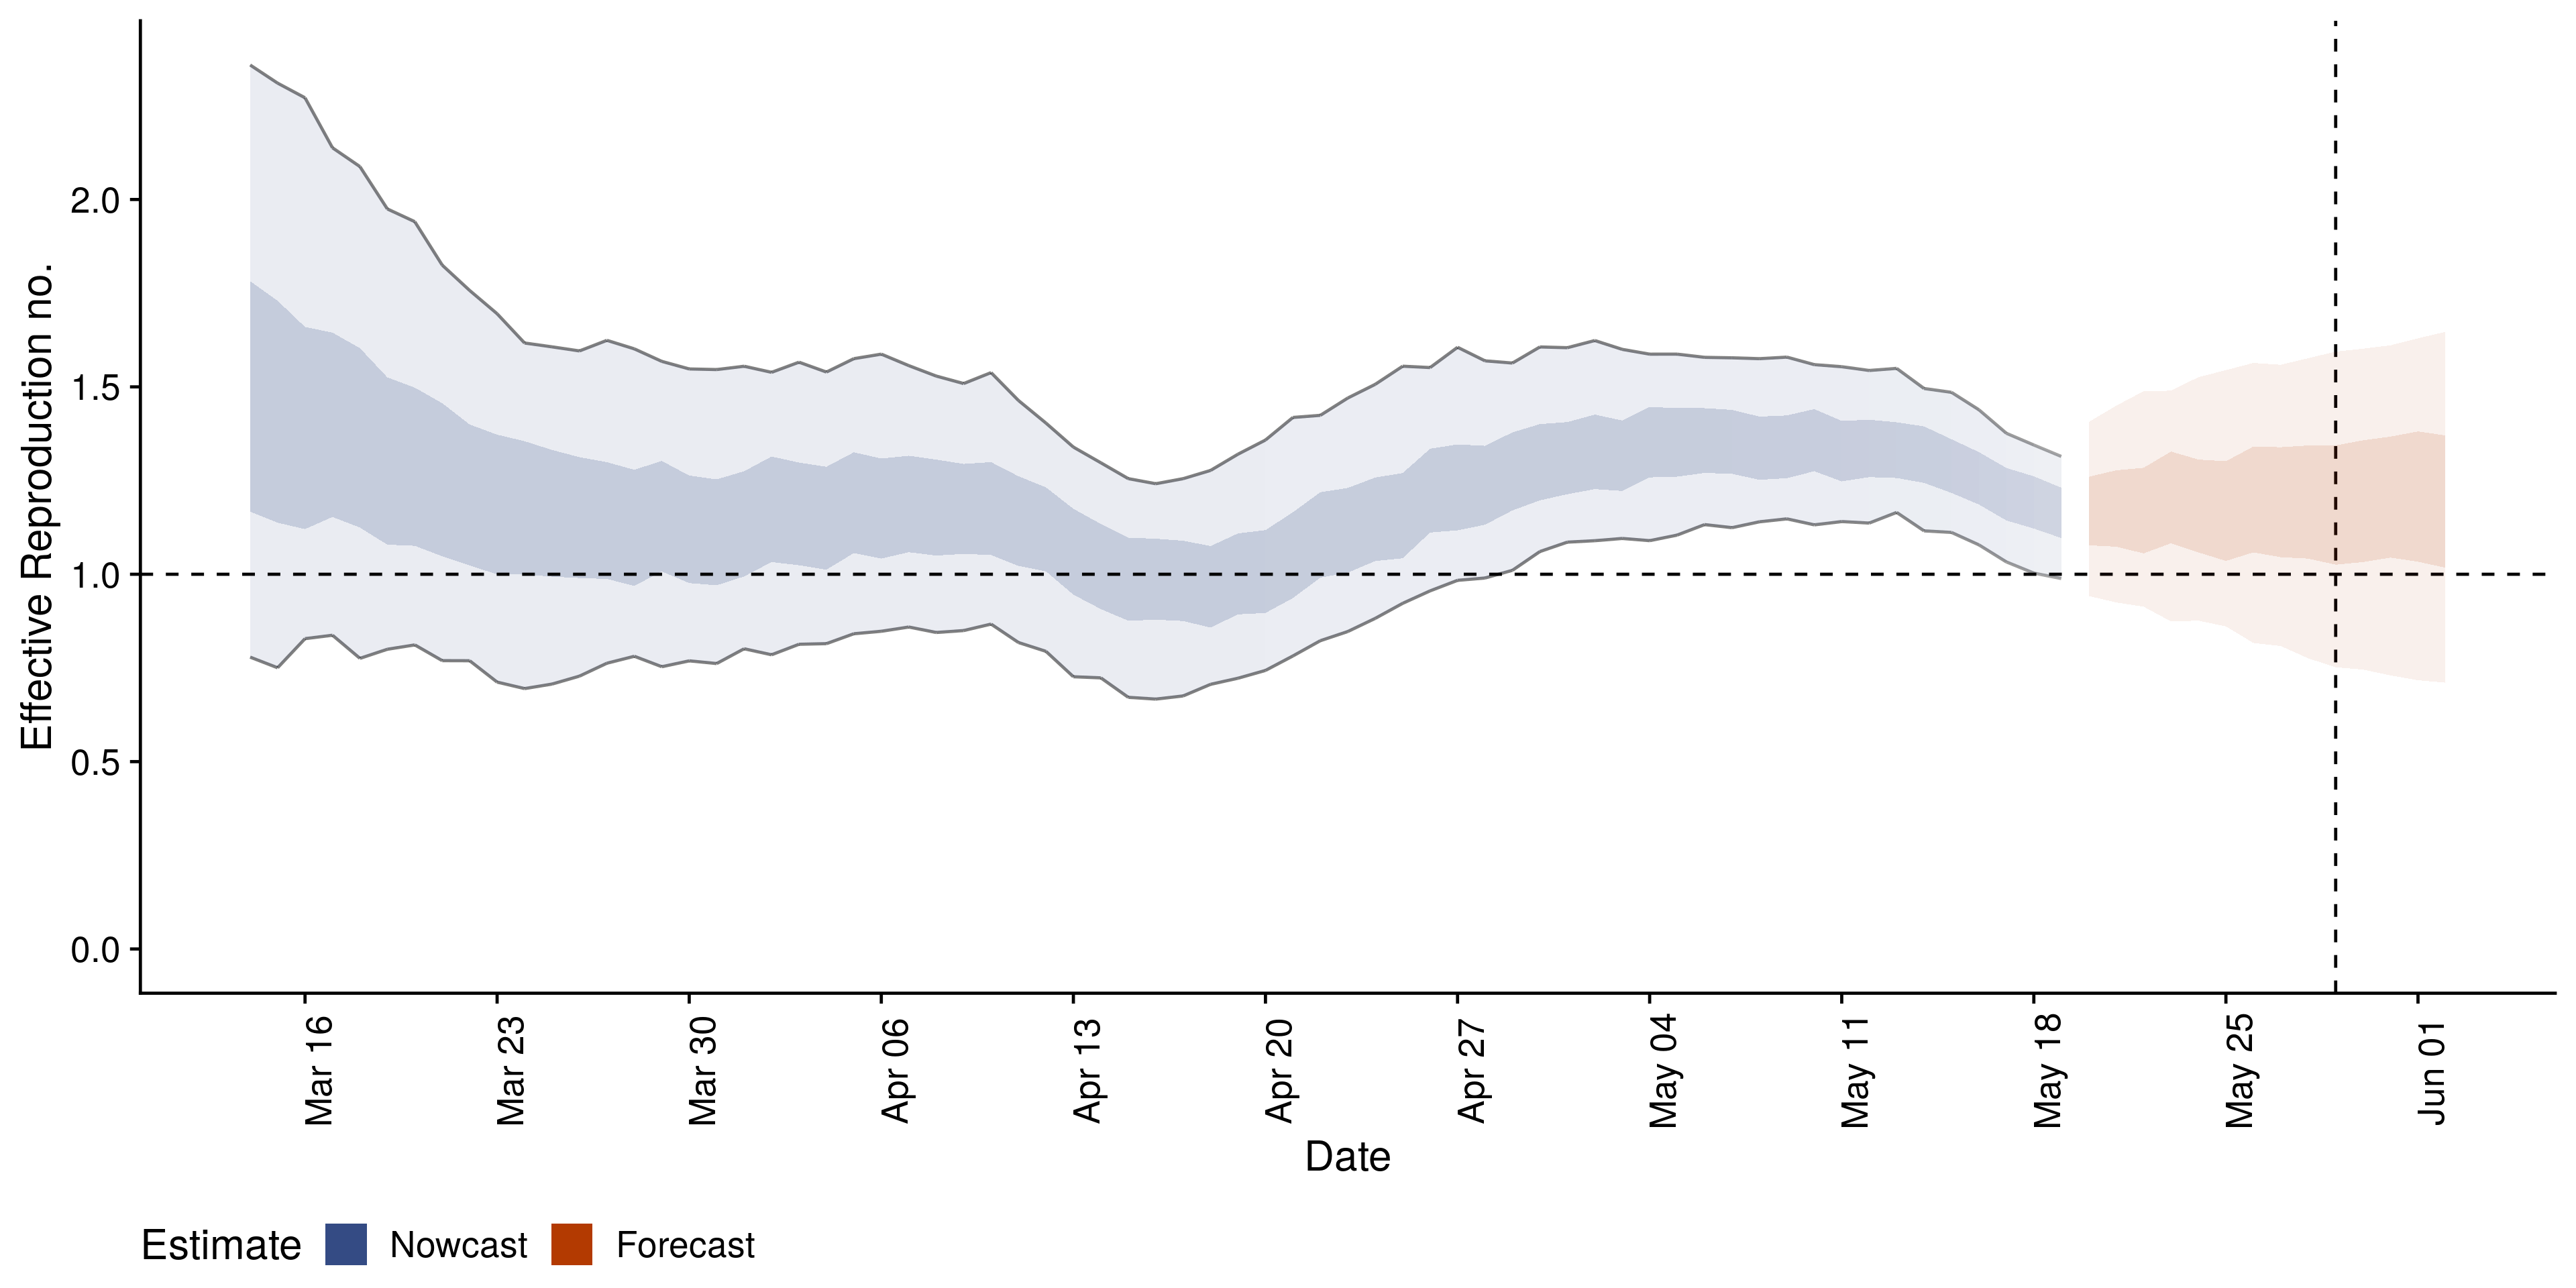 Effective Reproduction no.
2.0
1.5
1.0
0.5
0.0
Mar 16
Mar 23
Mar 30
Apr 06
Apr 13
Apr 20
Apr 27
May 04
May 11
May 18
May 25
Jun 01
Date
Estimate Nowcast Forecast